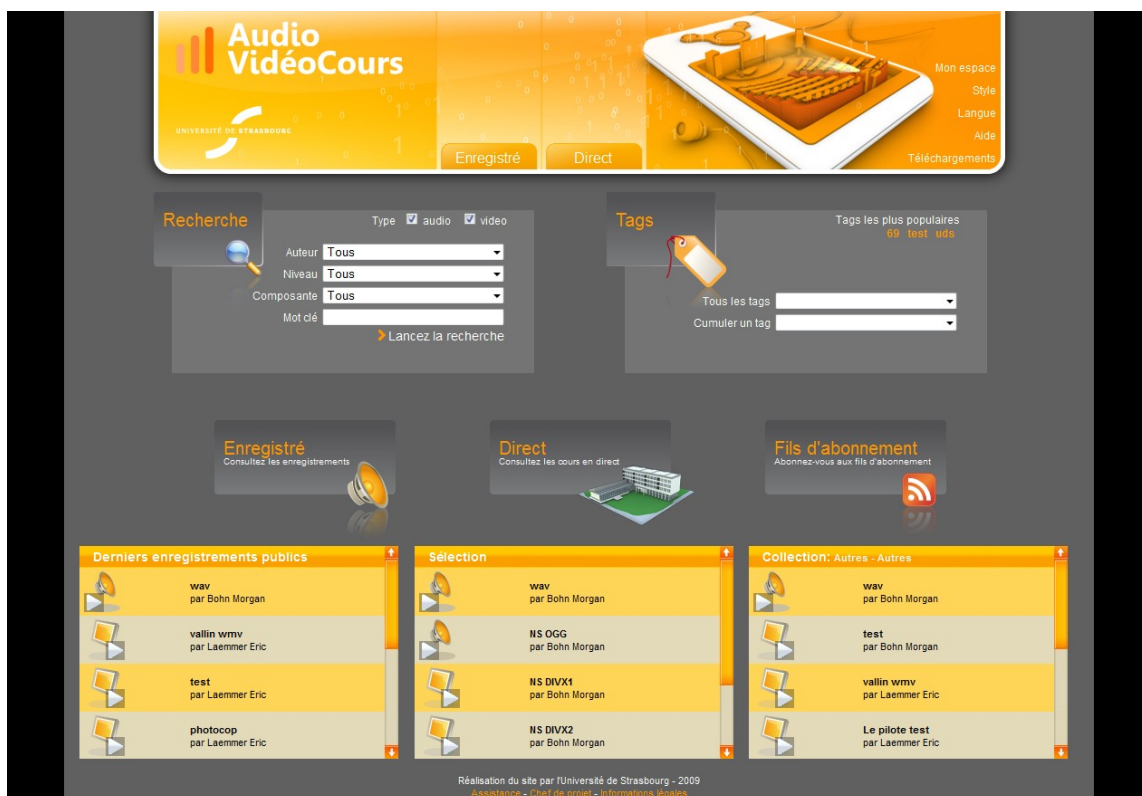 Audio
VidéoCours
UNIVERSITÉ DE STRASBOURG
Enregistré
Direct
Mon espace
Style
Langue
Aide
Téléchargements
Recherche
Type audio video
Auteur Tous
Niveau Tous
Composante Tous
Mot clé
Lancez la recherche
Tags
Tags les plus populaires
69 test uds
Tous les tags
Cumuler un tag
Enregistré
Consultez les enregistrements
Direct
Consultez les cours en direct
Fils d'abonnement
Abonnez-vous aux fils d'abonnement
Derniers enregistrements publics
wav
par Bohn Morgan
vallin wmv
par Laemmer Eric
test
par Laemmer Eric
photocop
par Laemmer Eric
Sélection
wav
par Bohn Morgan
NS OGG
par Bohn Morgan
NS DIVX1
par Bohn Morgan
NS DIVX2
par Bohn Morgan
Collection: Autres - Autres
wav
par Bohn Morgan
test
par Bohn Morgan
vallin wmv
par Laemmer Eric
Le pilote test
par Laemmer Eric
Réalisation du site par l'Université de Strasbourg - 2009
Assistance - Chef de projet - Informations légales